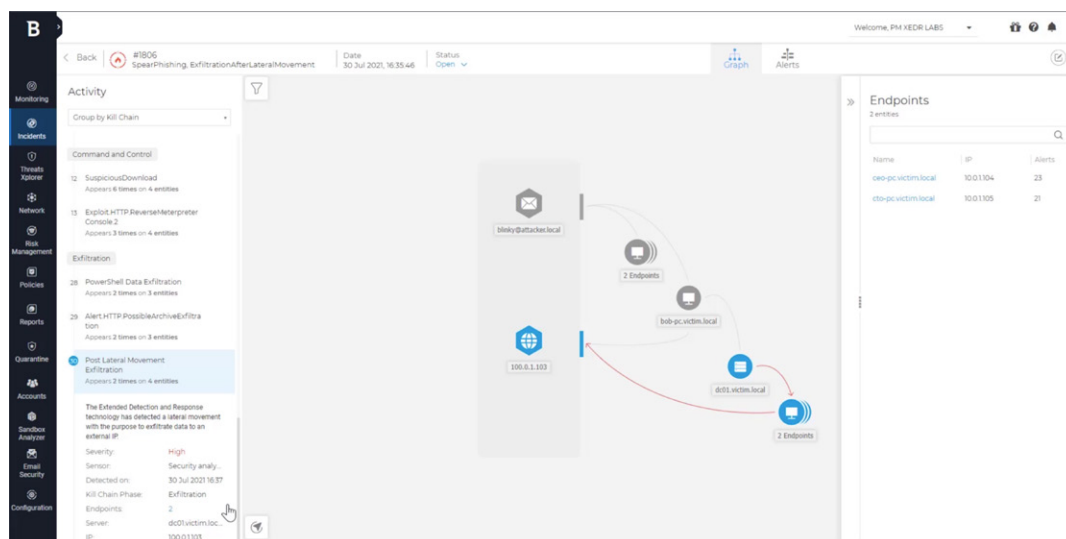 B
Welcome, PM XEDR LABS
Back
#1806
SpearPhishing, ExfiltrationAfterLateralMovement
Date
30 Jul 2021, 16:35:46
Status
Open
Graph
Alerts
Monitoring
Incidents
Threats
Xplorer
Network
Risk
Management
Policies
Reports
Quarantine
Accounts
Sandbox
Analyzer
Email
Security
Configuration
Activity
Group by Kill Chain
Command and Control
12 SuspiciousDownload
Appears 6 times on 4 entities
13 Exploit.HTTP.ReverseMeterpreter
Console.2
Appears 3 times on 4 entities
Exfiltration
28 PowerShell Data Exfiltration
Appears 2 times on 3 entities
29 Alert.HTTP.PossibleArchiveExfiltra
tion
Appears 2 times on 3 entities
30 Post Lateral Movement
Exfiltration
Appears 2 times on 4 entities
The Extended Detection and Response
technology has detected a lateral movement
with the purpose to exfiltrate data to an
external IP.
Severity: High
Sensor: Security analy...
Detected on: 30 Jul 2021 16:37
Kill Chain Phase: Exfiltration
Endpoints: 2
Server: dc01.victim.loc...
IP: 100.0.1.103
blinky@attacker.local
2 Endpoints
bob-pc.victim.local
100.0.1.103
dc01.victim.local
2 Endpoints
Endpoints
2 entities
Name IP Alerts
ceo-pc.victim.local 10.0.1.104 23
cto-pc.victim.local 10.0.1.105 21